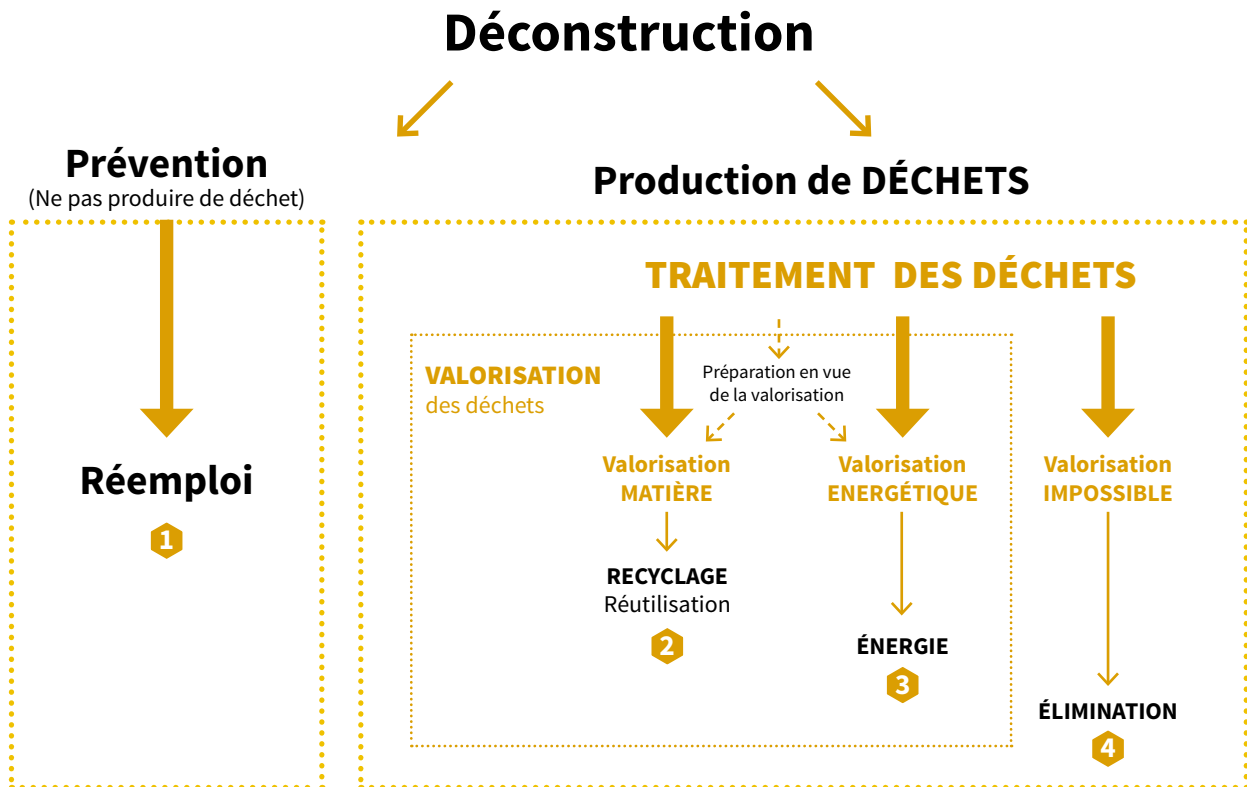 Déconstruction
Prévention
(Ne pas produire de déchet)
Réemploi
1
Production de DÉCHETS
TRAITEMENT DES DÉCHETS
VALORISATION
des déchets
Préparation en vue
de la valorisation
Valorisation
MATIÈRE
RECYCLAGE
Réutilisation
2
Valorisation
ENERGÉTIQUE
ÉNERGIE
3
Valorisation
IMPOSSIBLE
ÉLIMINATION
4